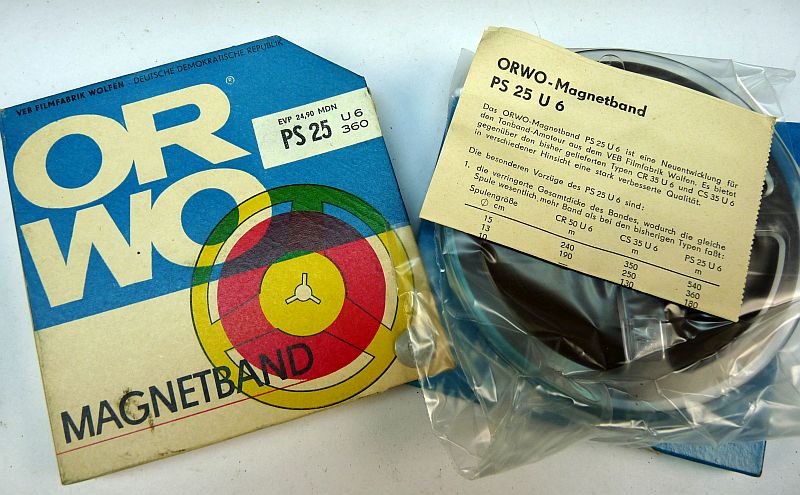 VEB FILMFABRIK WOLFEN · DEUTSCHE DEMOKRATISCHE REPUBLIK
OR
WO
®
EVP 24,90 MDN
PS 25
U 6
360
MAGNETBAND
ORWO-Magnetband
PS 25 U 6
Das ORWO-Magnetband PS 25 U 6 ist eine Neuentwicklung für
den Tonband-Amateur aus dem VEB Filmfabrik Wolfen. Es bietet
gegenüber den bisher gelieferten Typen CR 35 U 6 und CS 35 U 6
in verschiedener Hinsicht eine stark verbesserte Qualität.
Die besonderen Vorzüge des PS 25 U 6 sind:
1. die verringerte Gesamtdicke des Bandes, wodurch die gleiche
Spule wesentlich mehr Band als bei den bisherigen Typen faßt:
Spulengröße CR 50 U 6 CS 35 U 6 PS 25 U 6
∅ cm m m m
15 240 350 540
13 190 250 360
10 — 130 180